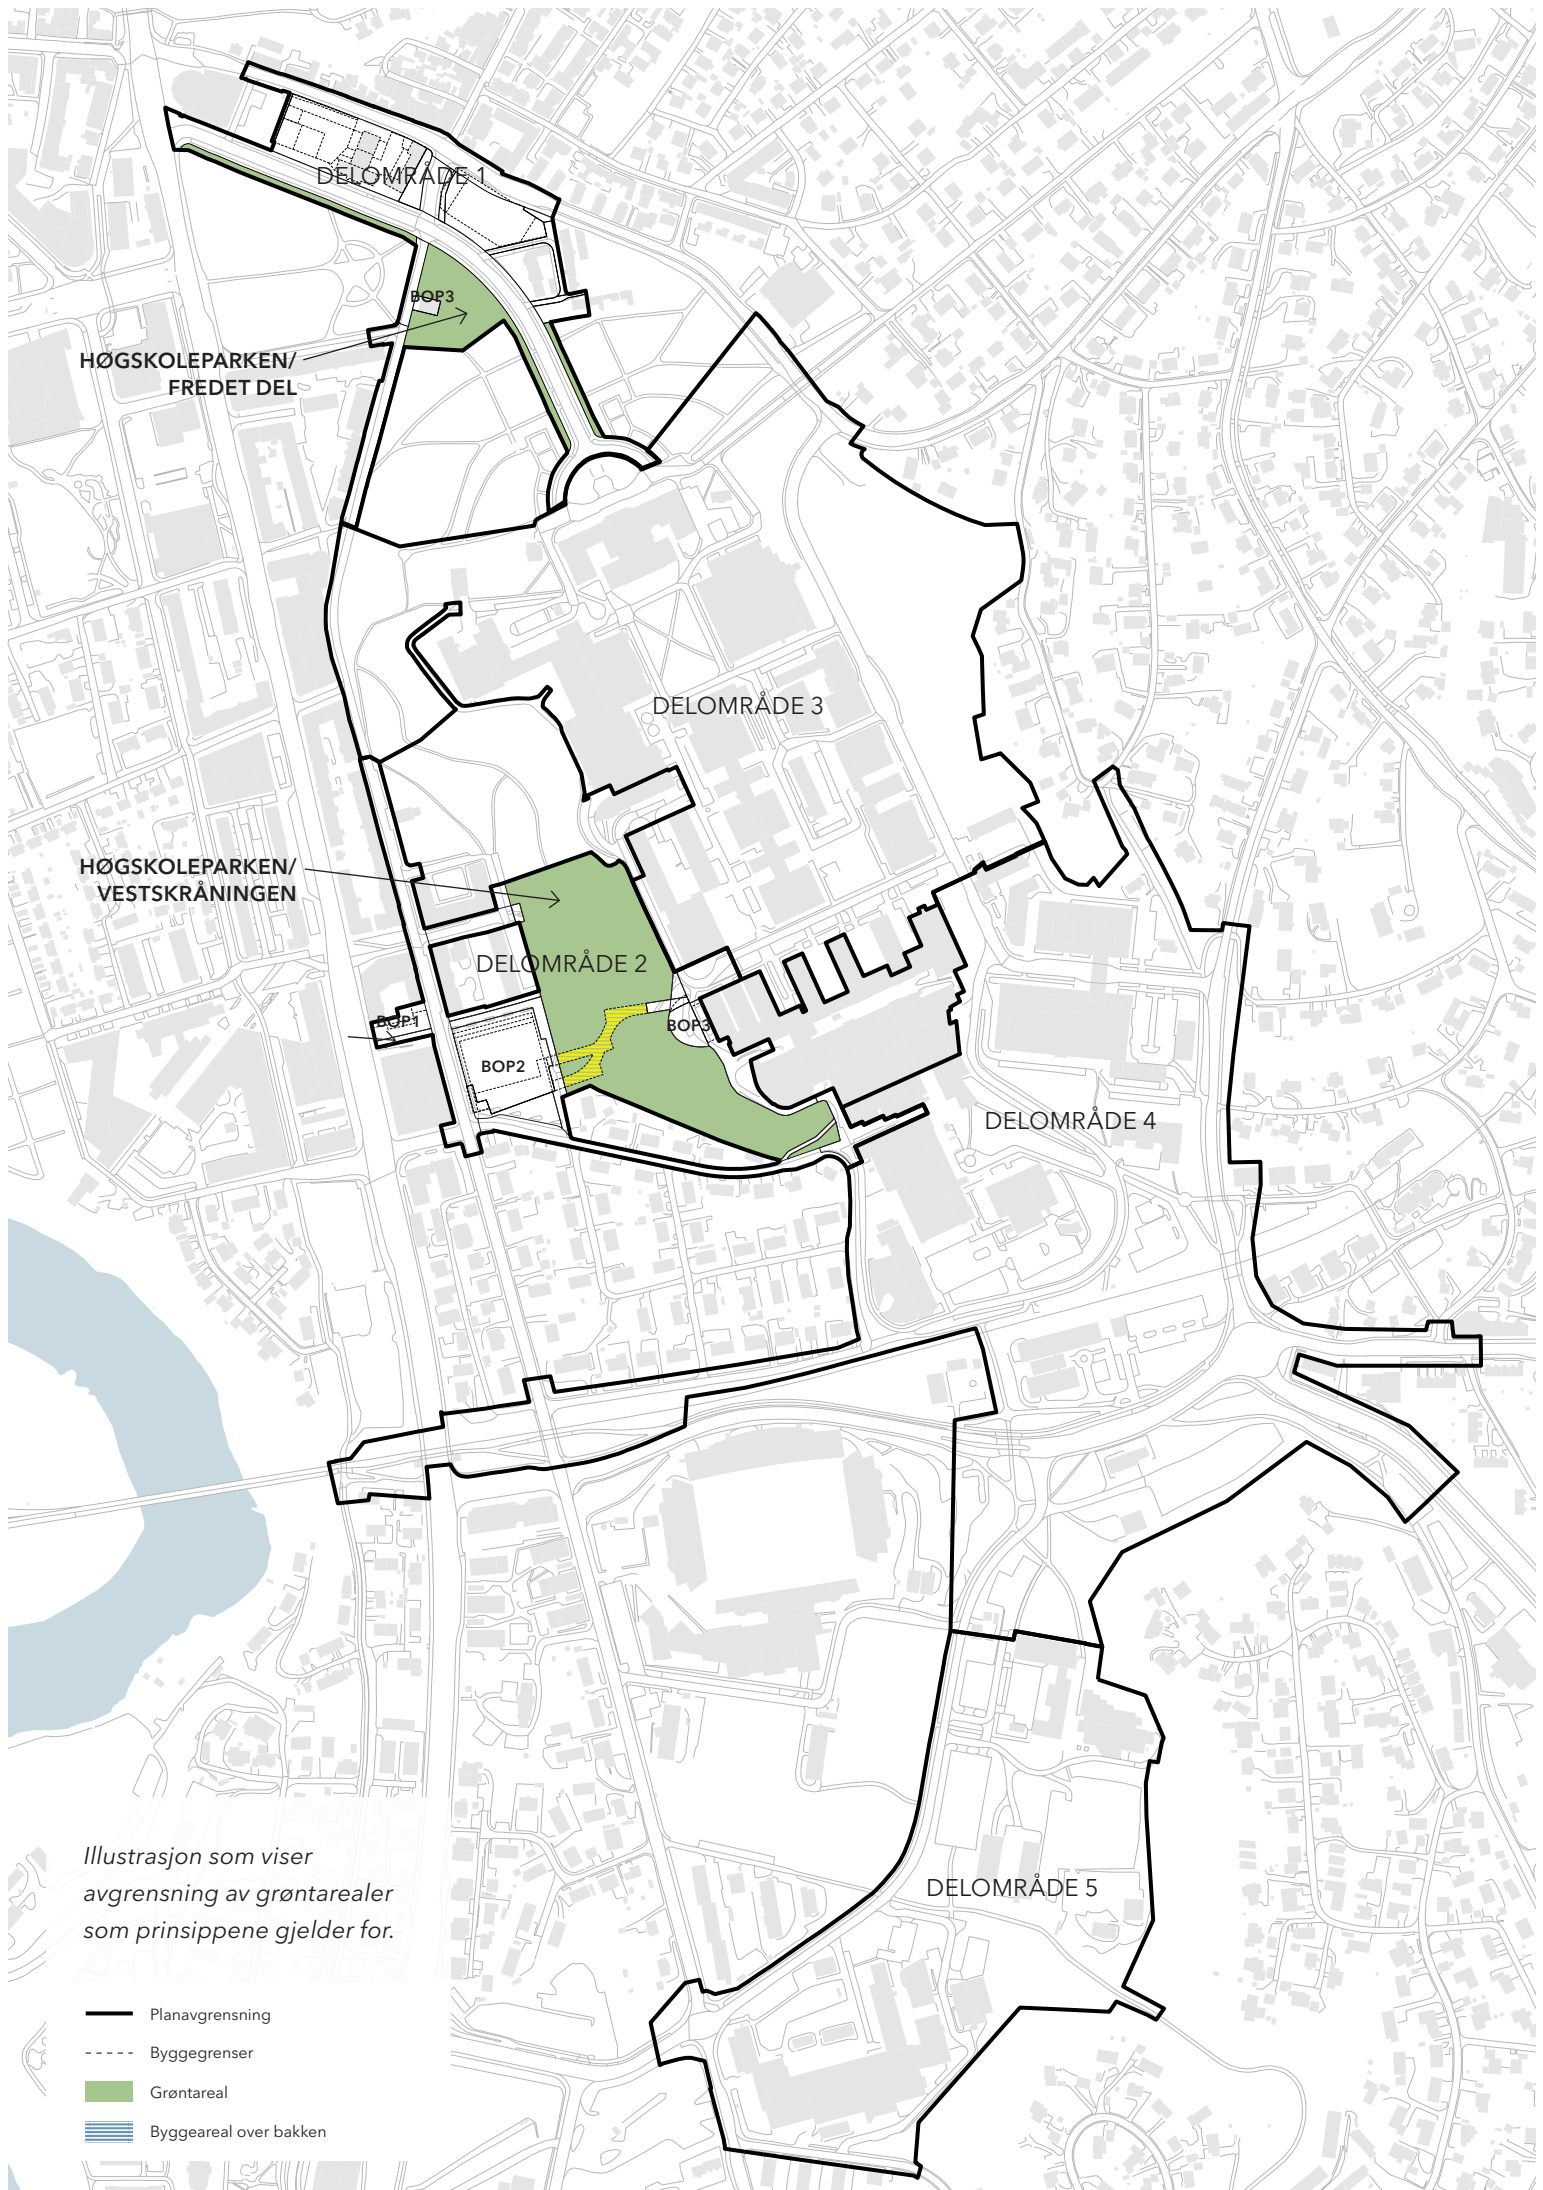 DELOMRÅDE 1
BOP3
HØGSKOLEPARKEN/
FREDET DEL
DELOMRÅDE 3
HØGSKOLEPARKEN/
VESTSKRÅNINGEN
DELOMRÅDE 2
BOP1
BOP3
BOP2
DELOMRÅDE 4
DELOMRÅDE 5
Illustrasjon som viser
avgrensning av grøntarealer
som prinsippene gjelder for.
Planavgrensning
Byggegrenser
Grøntareal
Byggeareal over bakken